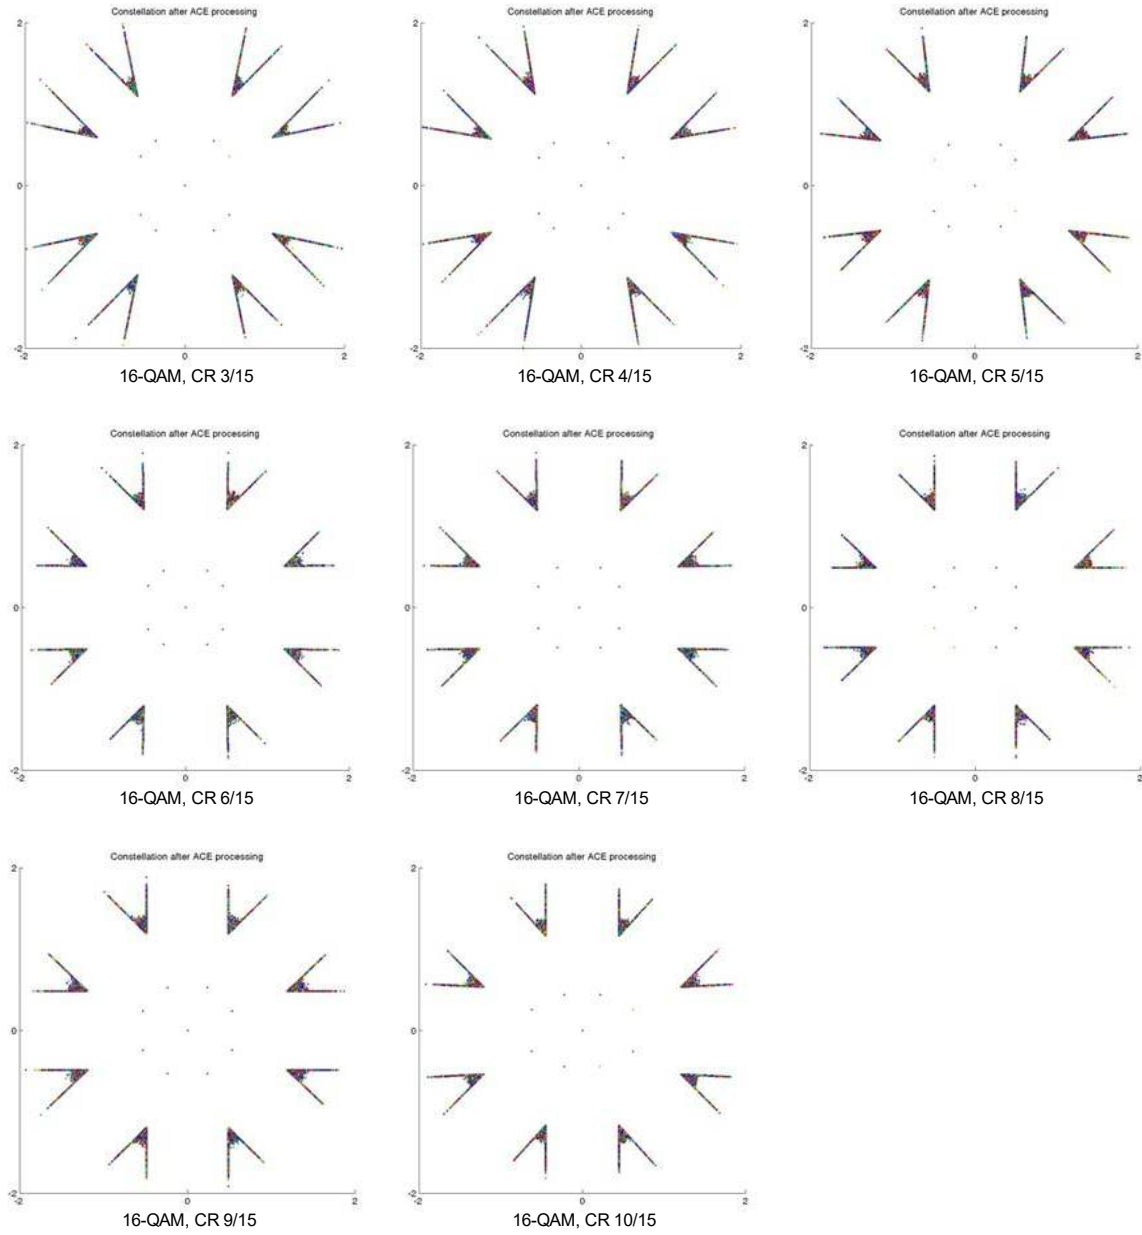 Constellation after ACE processing
Constellation after ACE processing
Constellation after ACE processing
2
2
2
0
0
0
-2
-2
-2
-2 0 2
-2 0 2
-2 0 2
16-QAM, CR 3/15
16-QAM, CR 4/15
16-QAM, CR 5/15
Constellation after ACE processing
Constellation after ACE processing
Constellation after ACE processing
2
2
2
0
0
0
-2
-2
-2
-2 0 2
-2 0 2
-2 0 2
16-QAM, CR 6/15
16-QAM, CR 7/15
16-QAM, CR 8/15
Constellation after ACE processing
Constellation after ACE processing
2
2
0
0
-2
-2
-2 0 2
-2 0 2
16-QAM, CR 9/15
16-QAM, CR 10/15